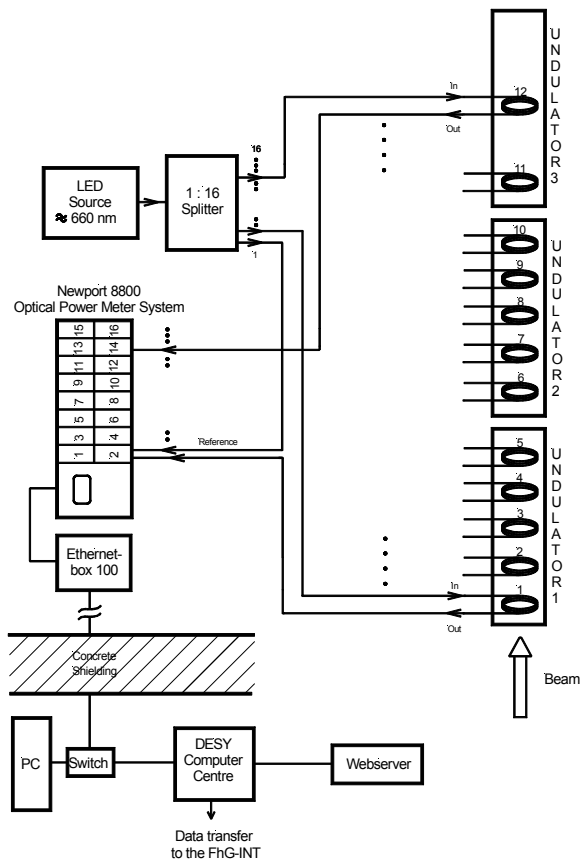 LED
Source
≈ 660 nm
1 : 16
Splitter
16
1
In
Out
12
11
UNDULATOR 3
Newport 8800
Optical Power Meter System
15 16
13 14
11 12
9 10
7 8
5 6
3 4
1 2
Reference
10
9
8
7
6
UNDULATOR 2
5
4
3
2
1
UNDULATOR 1
In
Out
Ethernet-
box 100
Concrete
Shielding
Beam
PC
Switch
DESY
Computer
Centre
Webserver
Data transfer
to the FhG-INT